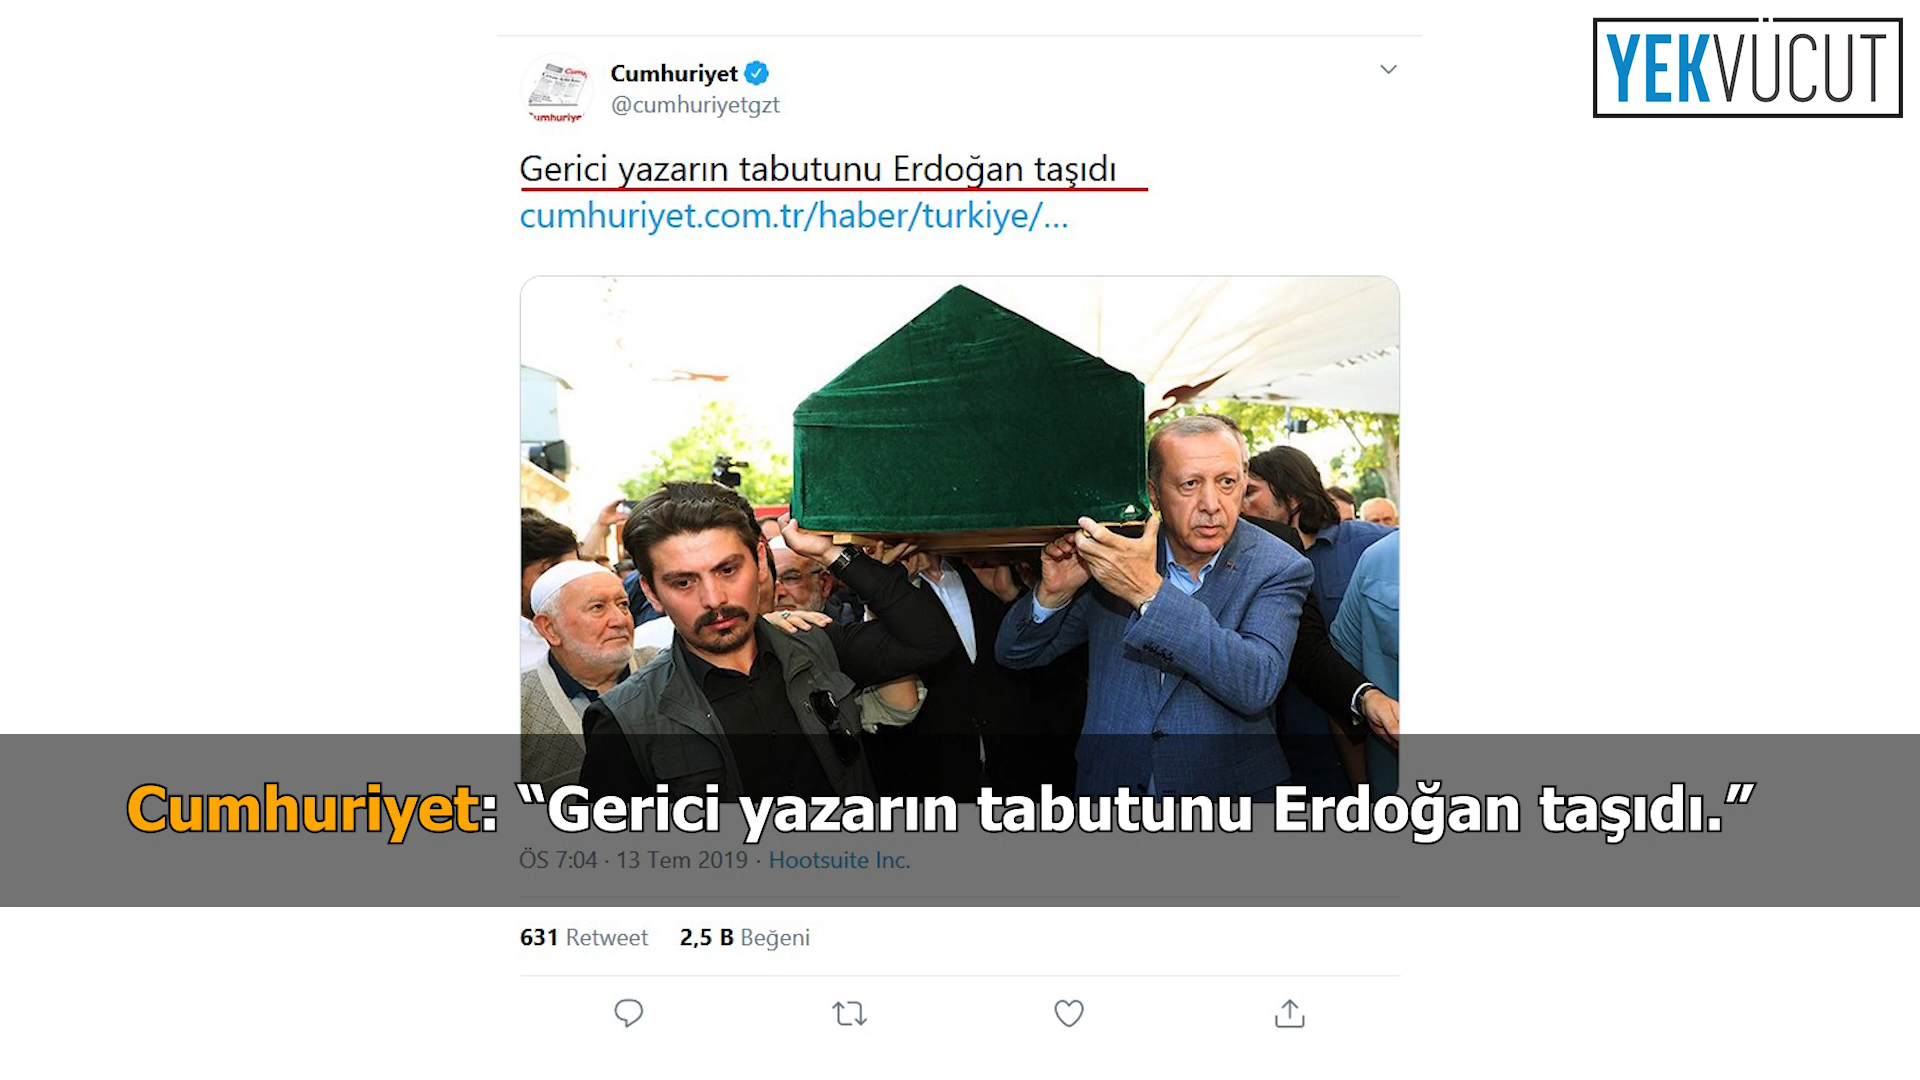 YEKVÜCUT
Cumhuriyet
@cumhuriyetgzt
Gerici yazarın tabutunu Erdoğan taşıdı
cumhuriyet.com.tr/haber/turkiye/...
FATİH
Cumhuriyet: “Gerici yazarın tabutunu Erdoğan taşıdı.”
ÖS 7:04 · 13 Tem 2019 · Hootsuite Inc.
631 Retweet 2,5 B Beğeni